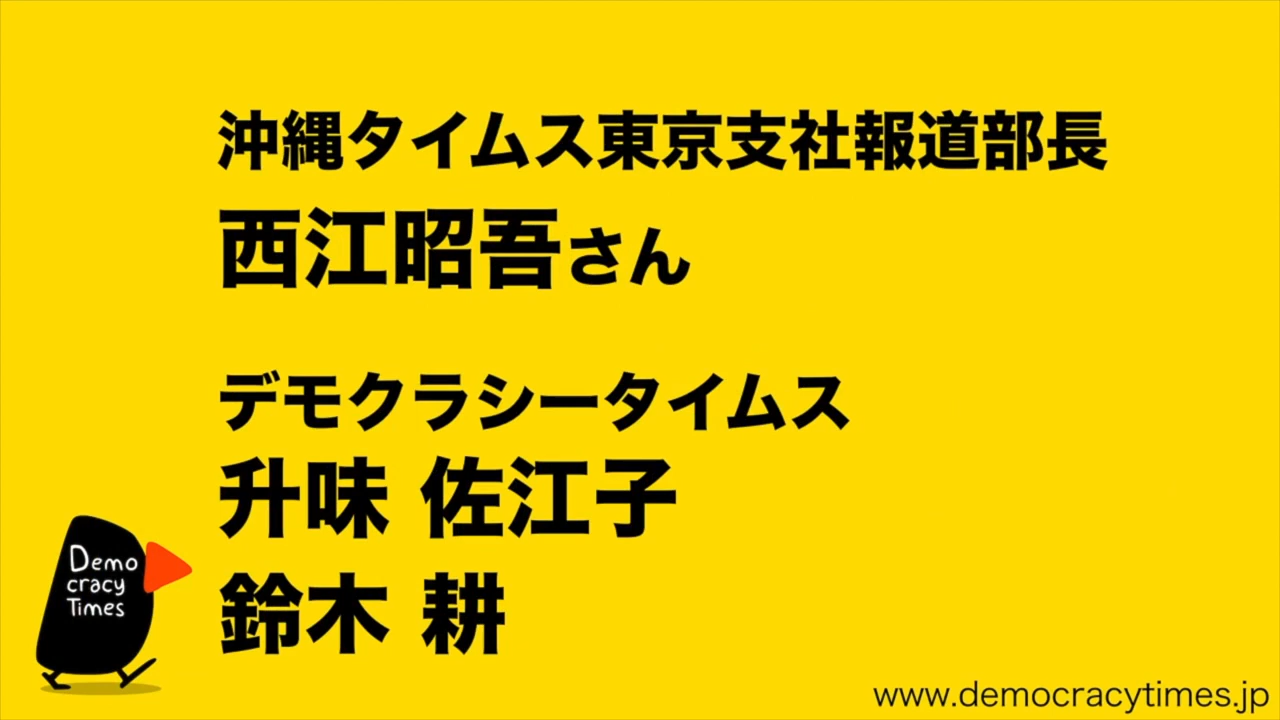 沖縄タイムス東京支社報道部長
西江昭吾さん
デモクラシータイムス
升味 佐江子
鈴木 耕
Demo
cracy
Times
www.democracytimes.jp